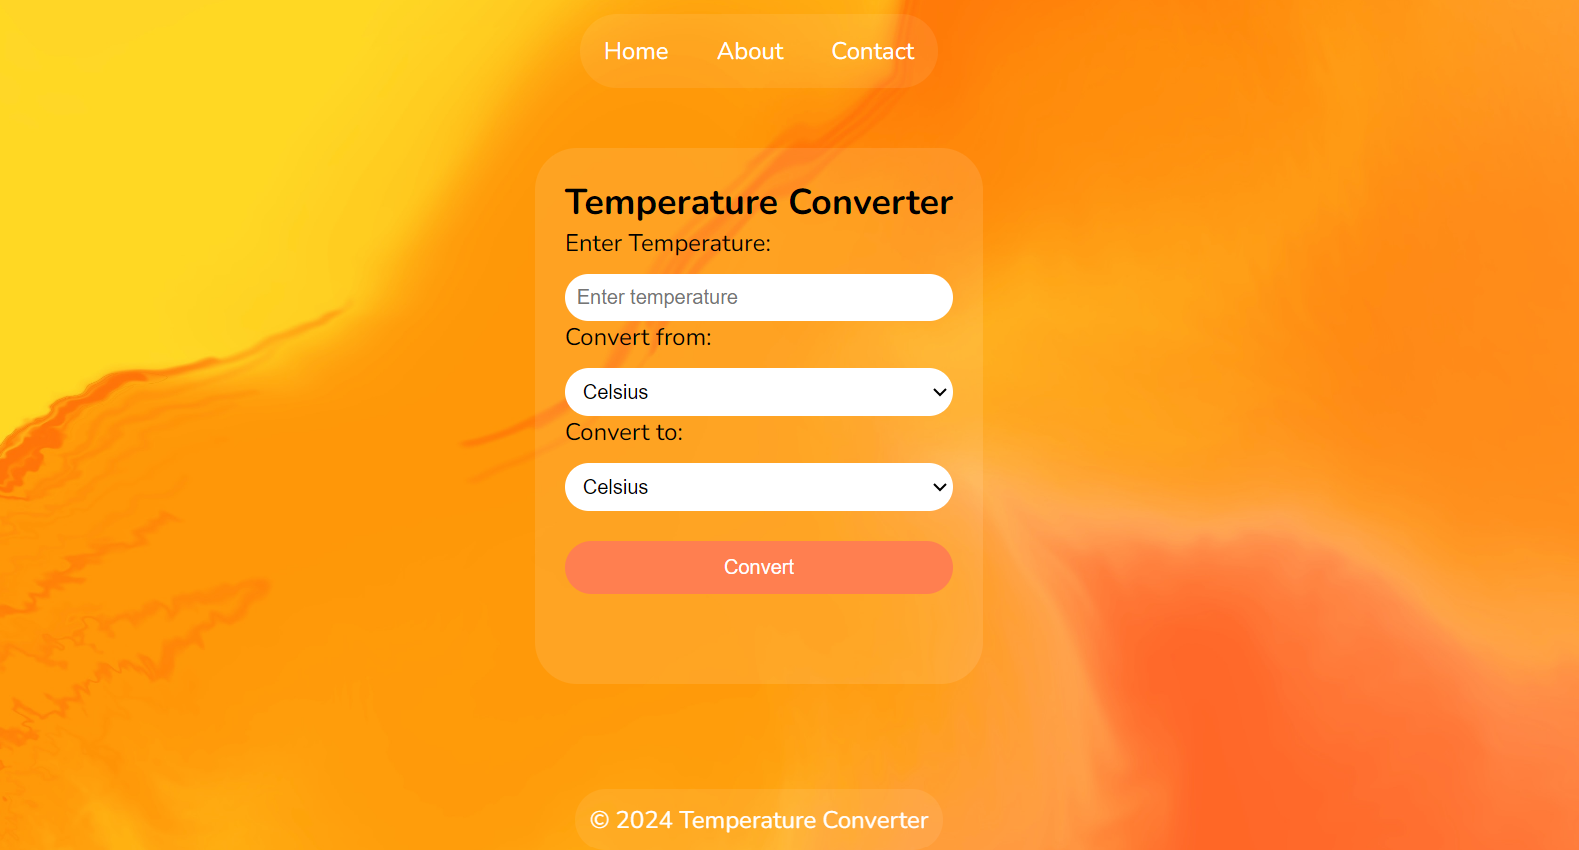 Home About Contact
Temperature Converter
Enter Temperature:
Enter temperature
Convert from:
Celsius
Convert to:
Celsius
Convert
© 2024 Temperature Converter